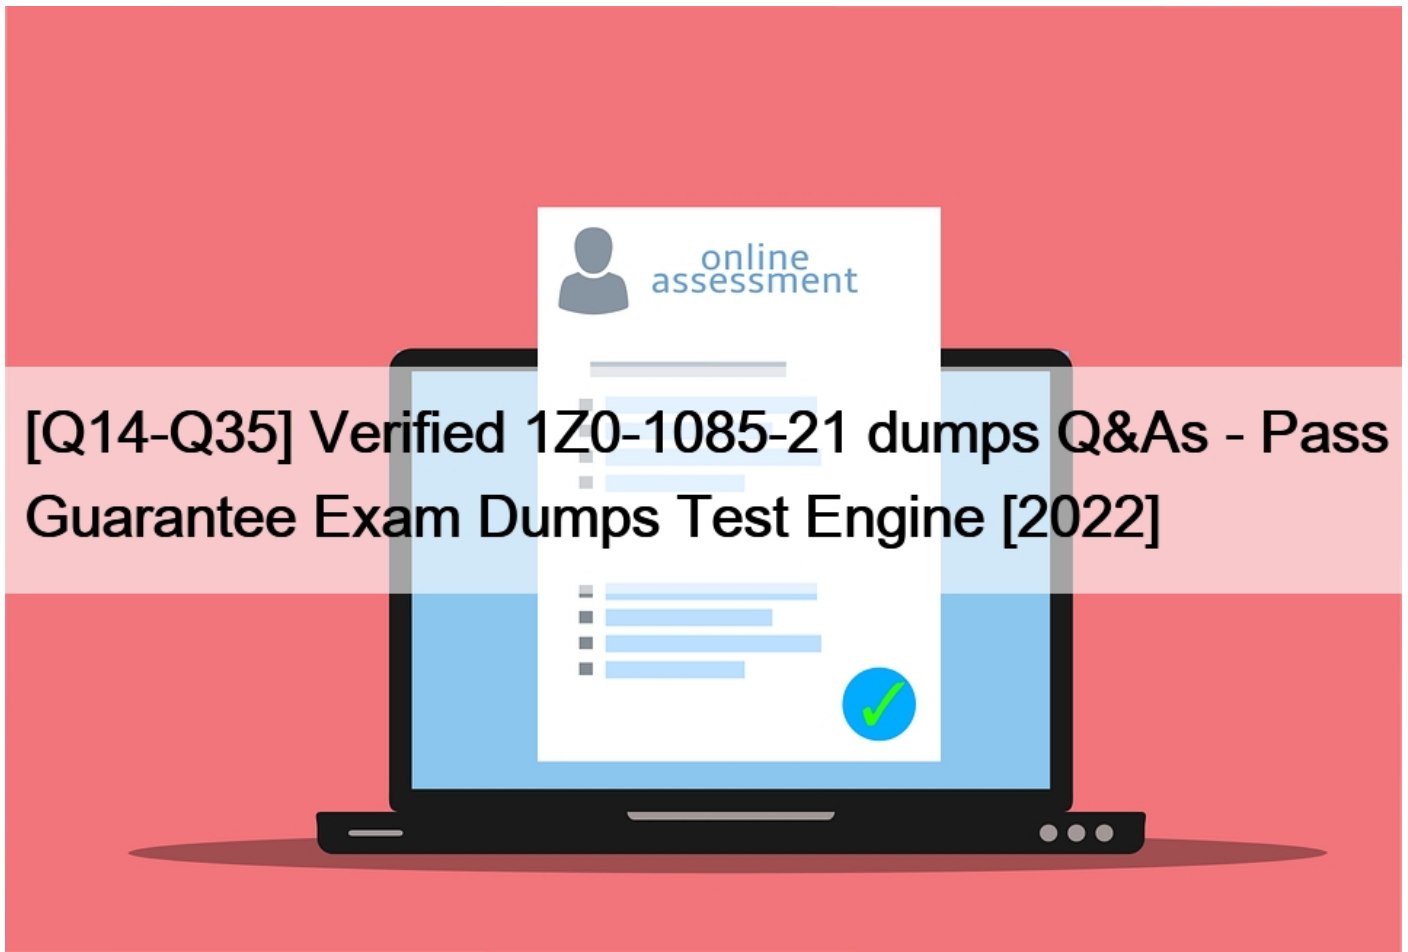 online
assessment
[Q14-Q35] Verified 1Z0-1085-21 dumps Q&As - Pass
Guarantee Exam Dumps Test Engine [2022]